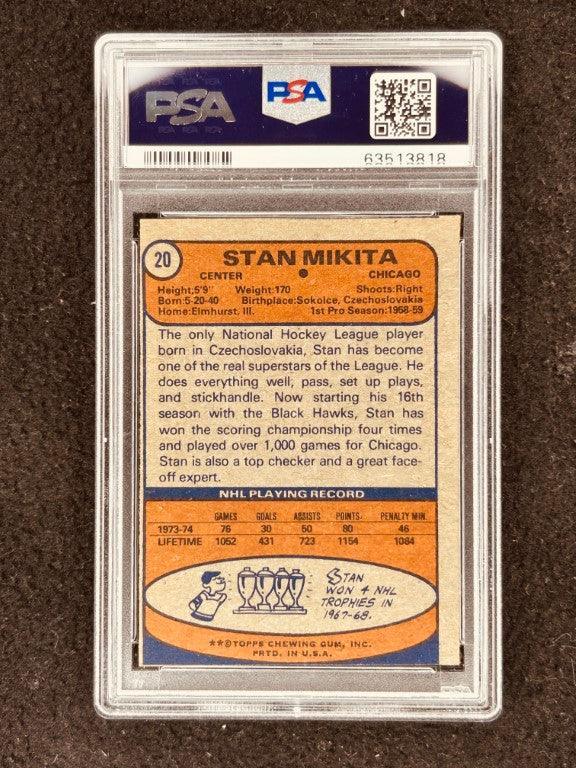 PSA
PSA
63513818
20
STAN MIKITA
CENTER CHICAGO
Height;5'9" Weight:170 Shoots:Right
Born:5-20-40 Birthplace:Sokolce, Czechoslovakia
Home:Elmhurst, Ill. 1st Pro Season:1958-59
The only National Hockey League player
born in Czechoslovakia, Stan has become
one of the real superstars of the League. He
does everything well, pass, set up plays,
and stickhandle. Now starting his 16th
season with the Black Hawks, Stan has
won the scoring championship four times
and played over 1,000 games for Chicago.
Stan is also a top checker and a great face-
off expert.
NHL PLAYING RECORD
GAMES GOALS ASSISTS POINTS PENALTY MIN.
1973-74 76 30 50 80 46
LIFETIME 1052 431 723 1154 1084
STAN
WON 4 NHL
TROPHIES IN
1967-68.
**©TOPPS CHEWING GUM, INC.
PRTD. IN U.S.A.